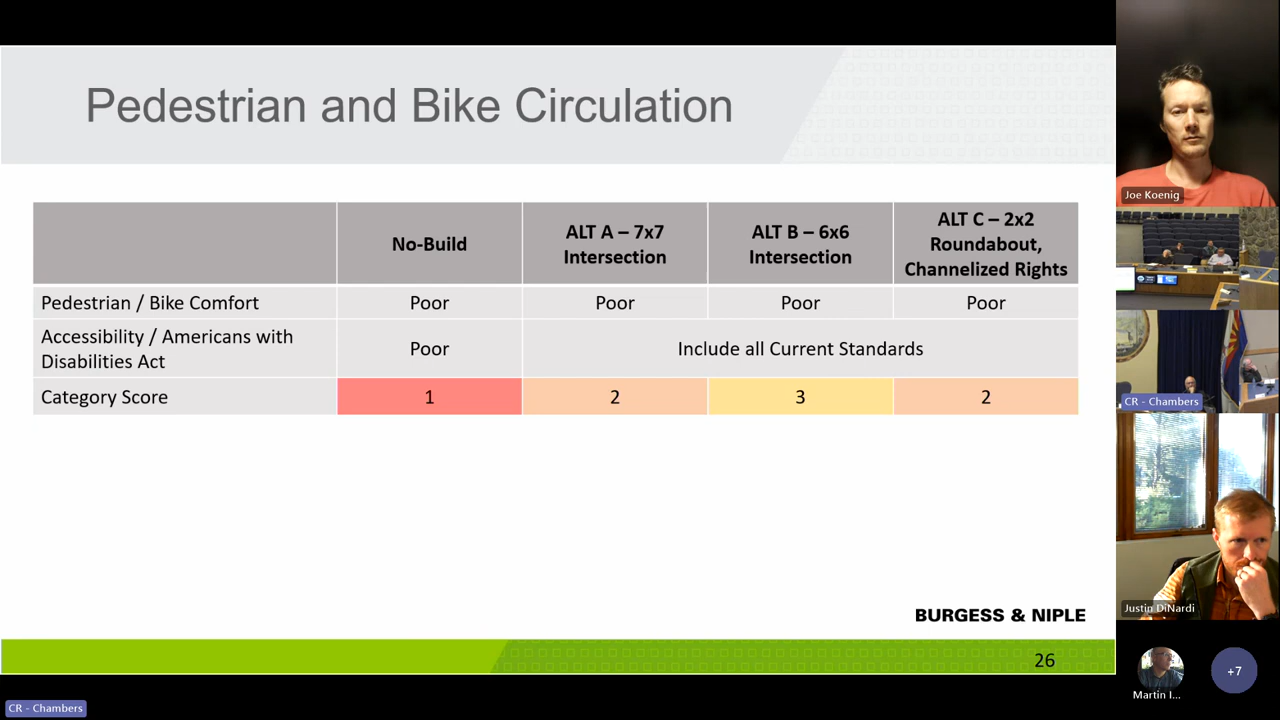 Pedestrian and Bike Circulation
No-Build
ALT A – 7x7
Intersection
ALT B – 6x6
Intersection
ALT C – 2x2
Roundabout,
Channelized Rights
Pedestrian / Bike Comfort
Poor
Poor
Poor
Poor
Accessibility / Americans with
Disabilities Act
Poor
Include all Current Standards
Category Score
1
2
3
2
BURGESS & NIPLE
26
CR - Chambers
Joe Koenig
CR - Chambers
Justin DiNardi
Martin I...
+7